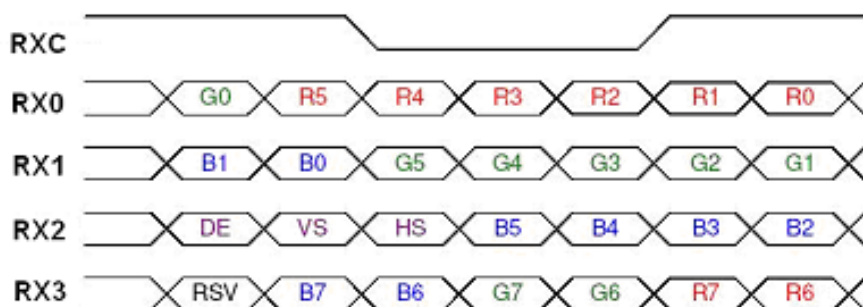 RXC
RX0 G0 R5 R4 R3 R2 R1 R0
RX1 B1 B0 G5 G4 G3 G2 G1
RX2 DE VS HS B5 B4 B3 B2
RX3 RSV B7 B6 G7 G6 R7 R6